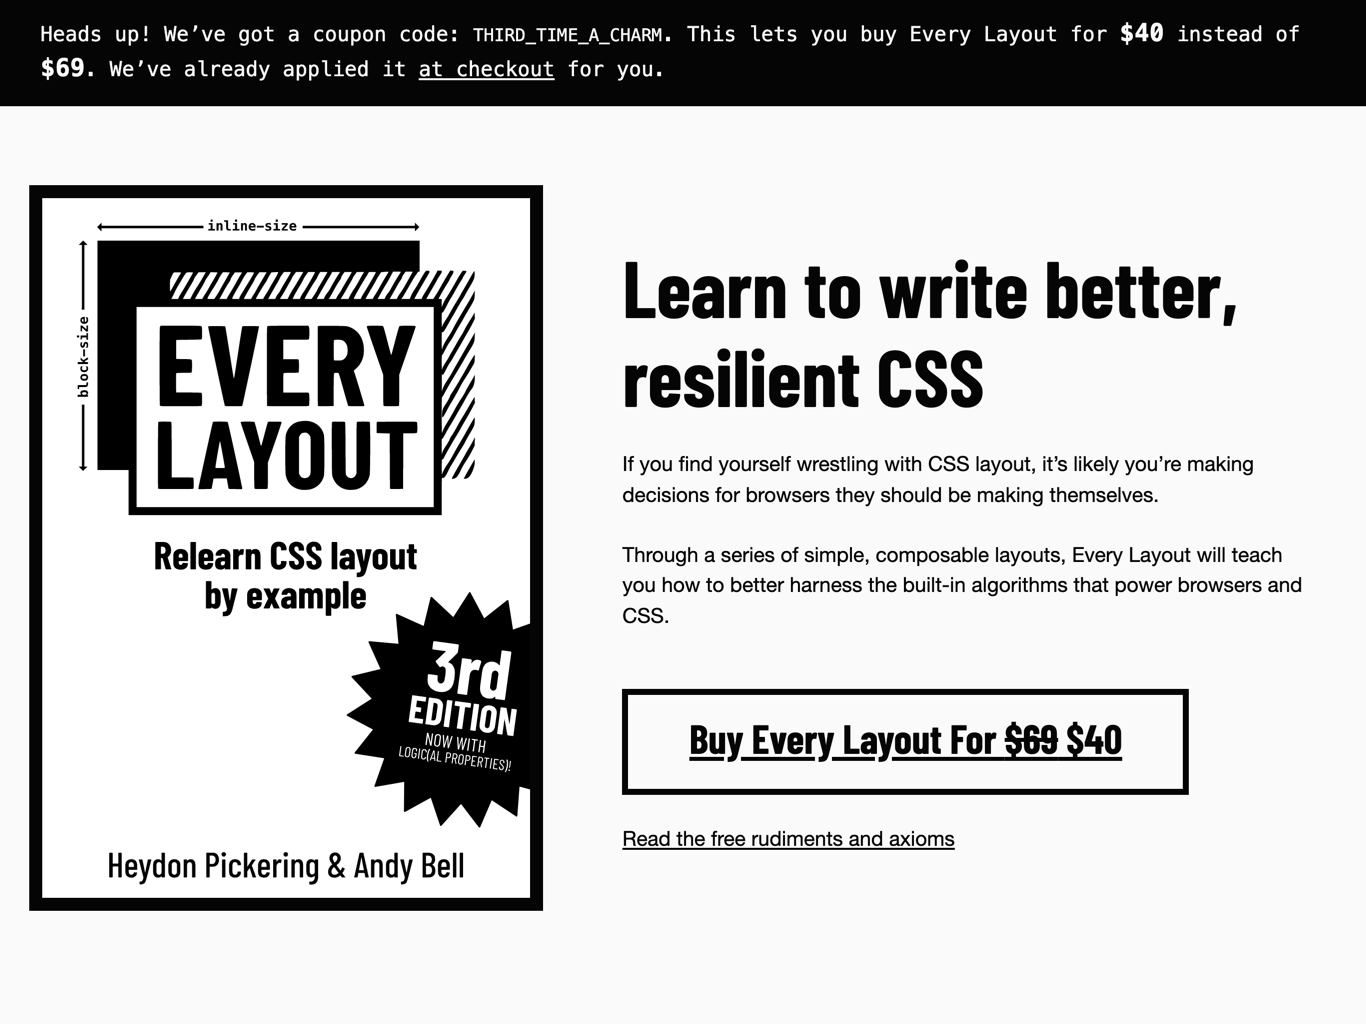 Heads up! We’ve got a coupon code: THIRD_TIME_A_CHARM. This lets you buy Every Layout for $40 instead of
$69. We’ve already applied it at checkout for you.
inline-size
block-size
EVERY
LAYOUT
Relearn CSS layout
by example
3rd
EDITION
NOW WITH
LOGIC(AL PROPERTIES)!
Heydon Pickering & Andy Bell
Learn to write better,
resilient CSS
If you find yourself wrestling with CSS layout, it’s likely you’re making
decisions for browsers they should be making themselves.
Through a series of simple, composable layouts, Every Layout will teach
you how to better harness the built-in algorithms that power browsers and
CSS.
Buy Every Layout For $69 $40
Read the free rudiments and axioms